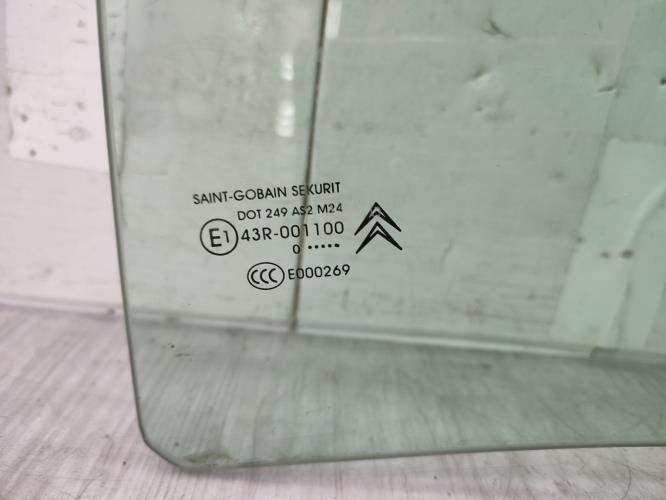 SAINT-GOBAIN SEKURIT
DOT 249 AS2 M24
E1 43R-001100
0 .....
CCC E000269